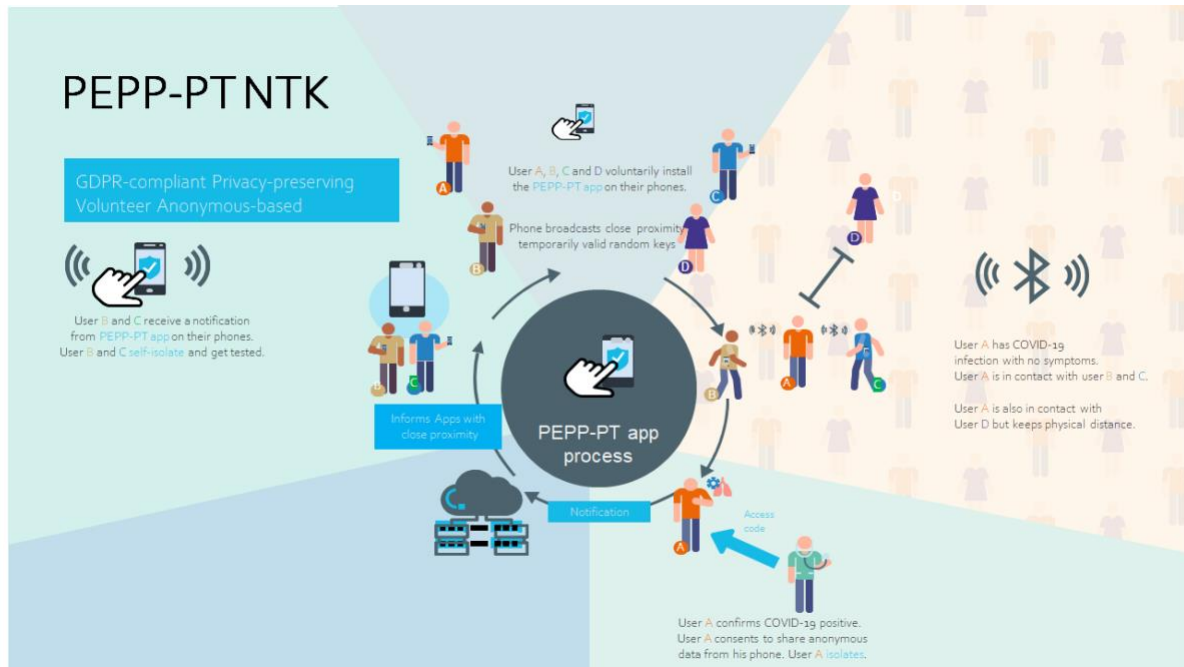 PEPP-PT NTK
GDPR-compliant Privacy-preserving
Volunteer Anonymous-based
User B and C receive a notification
from PEPP-PT app on their phones.
User B and C self-isolate and get tested.
User A, B, C and D voluntarily install
the PEPP-PT app on their phones.
Phone broadcasts close proximity
temporarily valid random keys
A
B
C
D
D
D
B
A
C
User A has COVID-19
infection with no symptoms.
User A is in contact with user B and C.
User A is also in contact with
User D but keeps physical distance.
PEPP-PT app
process
B
C
Informs Apps with
close proximity
Notification
A
Access
code
User A confirms COVID-19 positive.
User A consents to share anonymous
data from his phone. User A isolates.